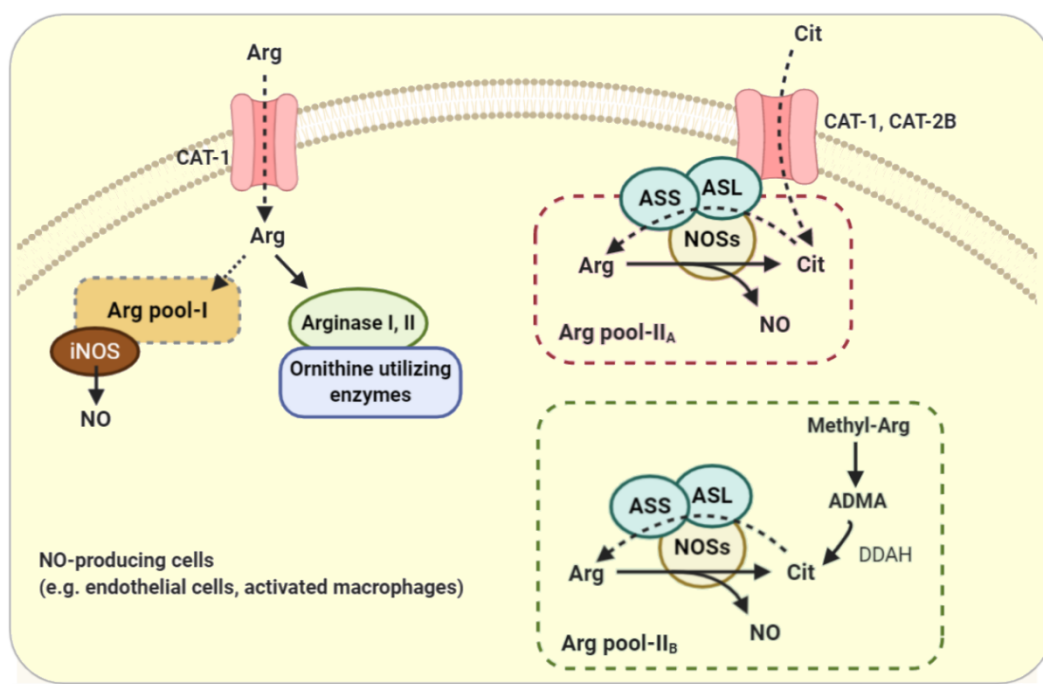 Arg
CAT-1
Arg
Arg pool-I
iNOS
NO
Arginase I, II
Ornithine utilizing
enzymes
NO-producing cells
(e.g. endothelial cells, activated macrophages)
Cit
CAT-1, CAT-2B
ASS
ASL
NOSs
Arg
Cit
NO
Arg pool-IIA
Methyl-Arg
ADMA
DDAH
ASS
ASL
NOSs
Arg
Cit
NO
Arg pool-IIB